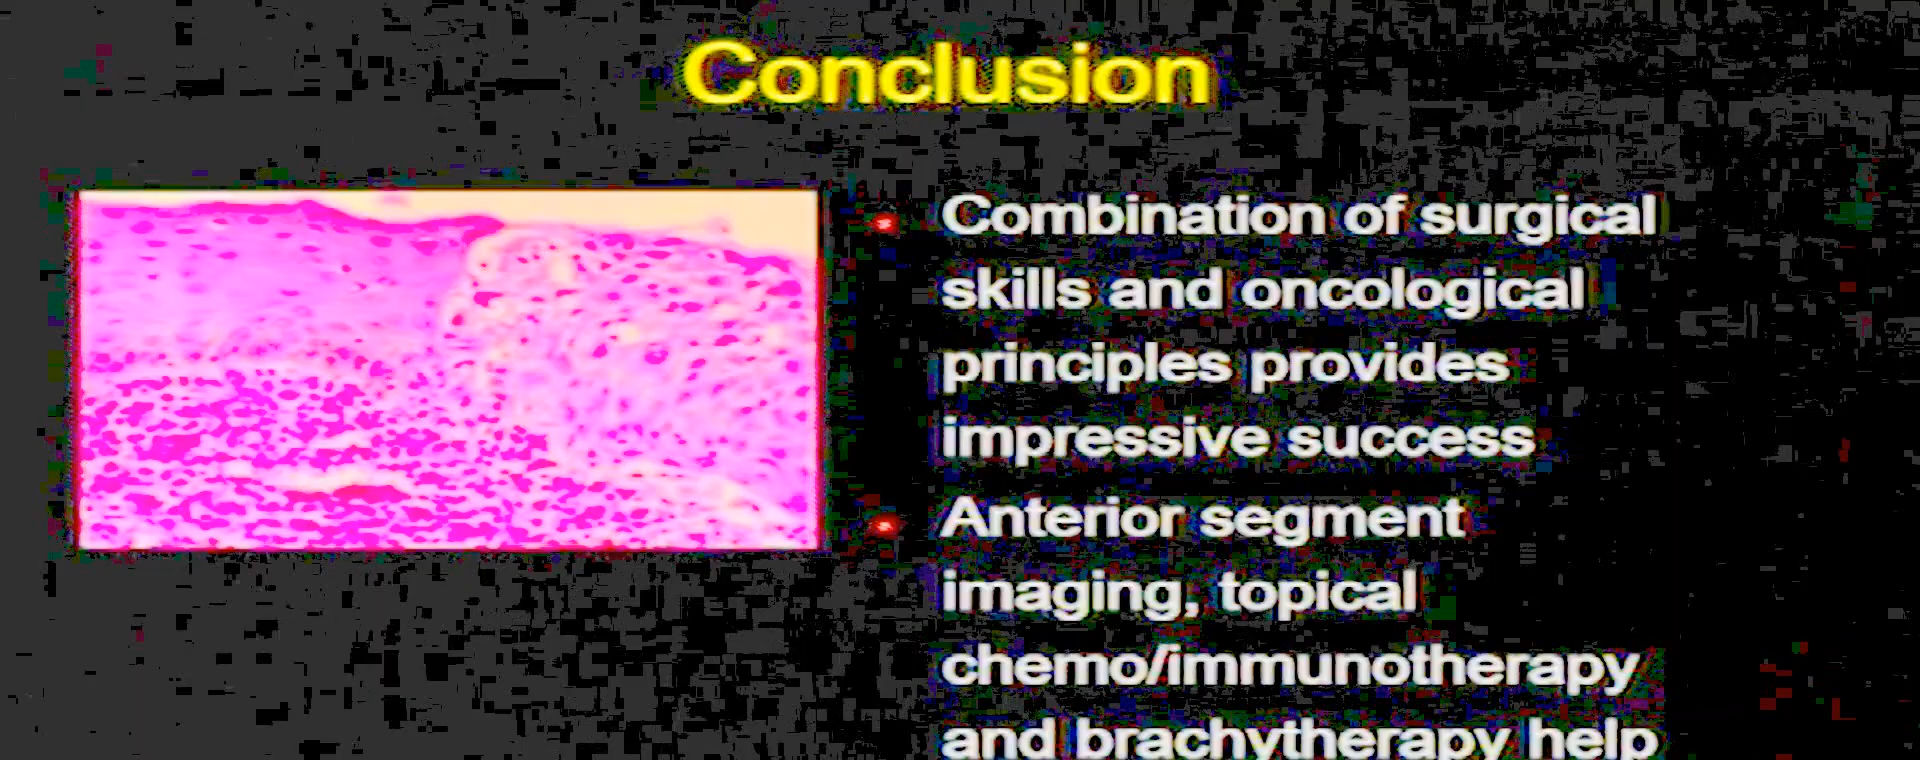 Conclusion
Combination of surgical
skills and oncological
principles provides
impressive success
Anterior segment
imaging, topical
chemo/immunotherapy
and brachytherapy help